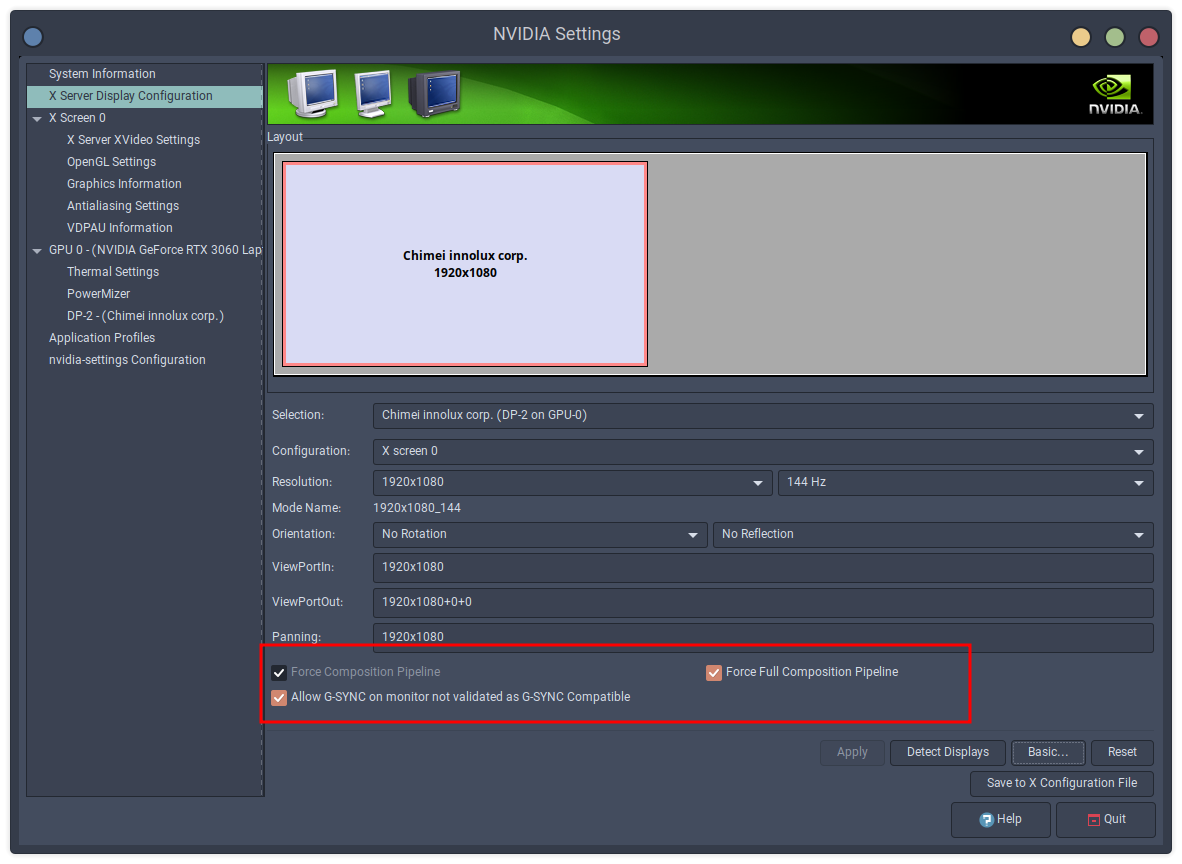 NVIDIA Settings
System Information
X Server Display Configuration
X Screen 0
X Server XVideo Settings
OpenGL Settings
Graphics Information
Antialiasing Settings
VDPAU Information
GPU 0 - (NVIDIA GeForce RTX 3060 Lap
Thermal Settings
PowerMizer
DP-2 - (Chimei innolux corp.)
Application Profiles
nvidia-settings Configuration
NVIDIA.
Layout
Chimei innolux corp.
1920x1080
Selection: Chimei innolux corp. (DP-2 on GPU-0)
Configuration: X screen 0
Resolution: 1920x1080 144 Hz
Mode Name: 1920x1080_144
Orientation: No Rotation No Reflection
ViewPortIn: 1920x1080
ViewPortOut: 1920x1080+0+0
Panning: 1920x1080
Force Composition Pipeline Force Full Composition Pipeline
Allow G-SYNC on monitor not validated as G-SYNC Compatible
Apply Detect Displays Basic... Reset
Save to X Configuration File
Help Quit